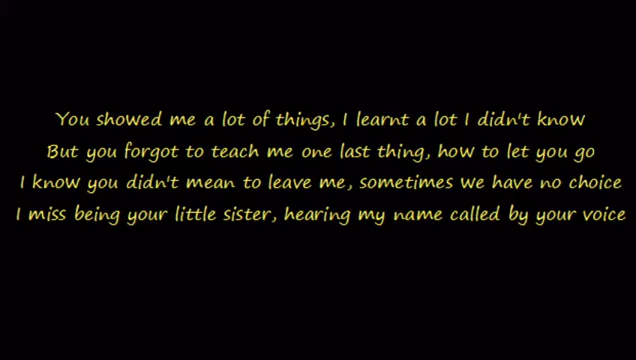 You showed me a lot of things, I learnt a lot I didn't know
But you forgot to teach me one last thing, how to let you go
I know you didn't mean to leave me, sometimes we have no choice
I miss being your little sister, hearing my name called by your voice